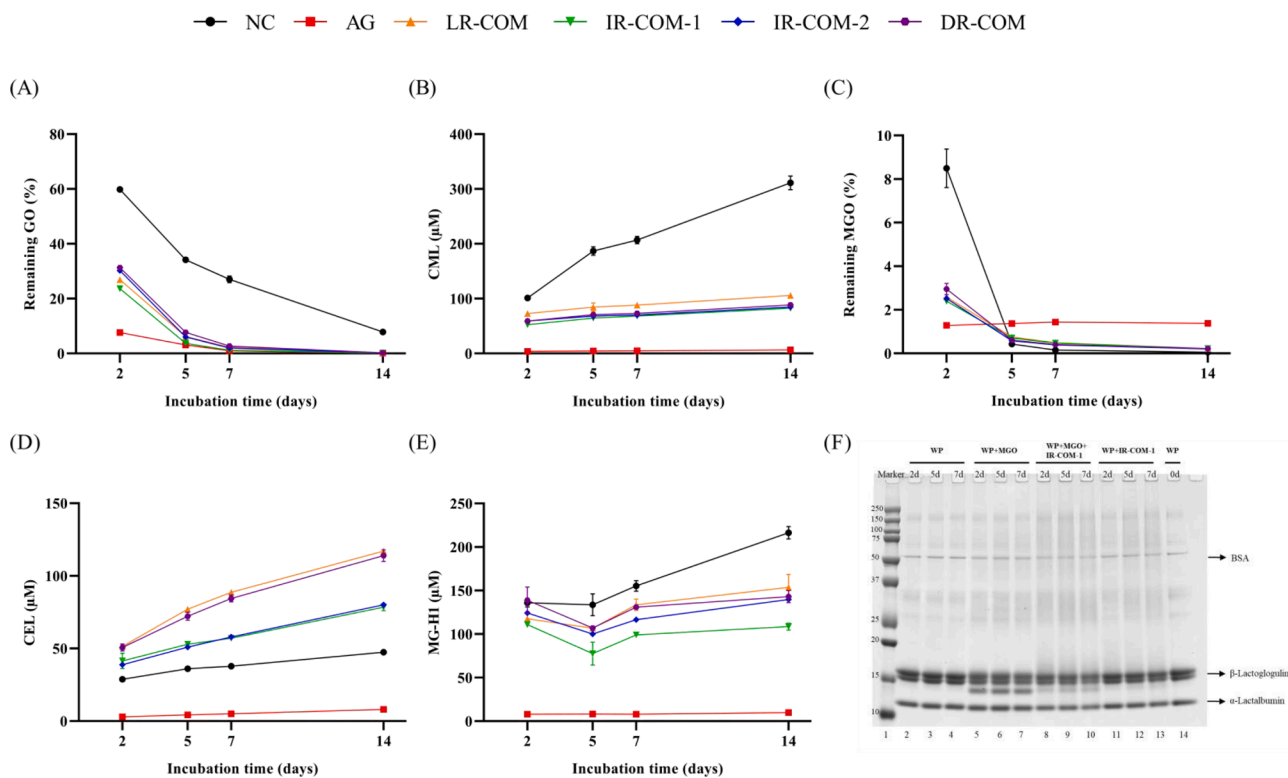 NC AG LR-COM IR-COM-1 IR-COM-2 DR-COM
(A)
80
60
40
20
0
Remaining GO (%)
2 5 7 14
Incubation time (days)
(B)
400
300
200
100
0
CML (μM)
2 5 7 14
Incubation time (days)
(C)
10
8
6
4
2
0
Remaining MGO (%)
2 5 7 14
Incubation time (days)
(D)
150
100
50
0
CEL (μM)
2 5 7 14
Incubation time (days)
(E)
250
200
150
100
50
0
MG-H1 (μM)
2 5 7 14
Incubation time (days)
(F)
WP WP+MGO WP+MGO+ WP+IR-COM-1 WP
IR-COM-1
Marker 2d 5d 7d 2d 5d 7d 2d 5d 7d 2d 5d 7d 0d
250
150
100
75
50
37
25
20
15
10
BSA
β-Lactoglogulin
α-Lactalbumin
1 2 3 4 5 6 7 8 9 10 11 12 13 14